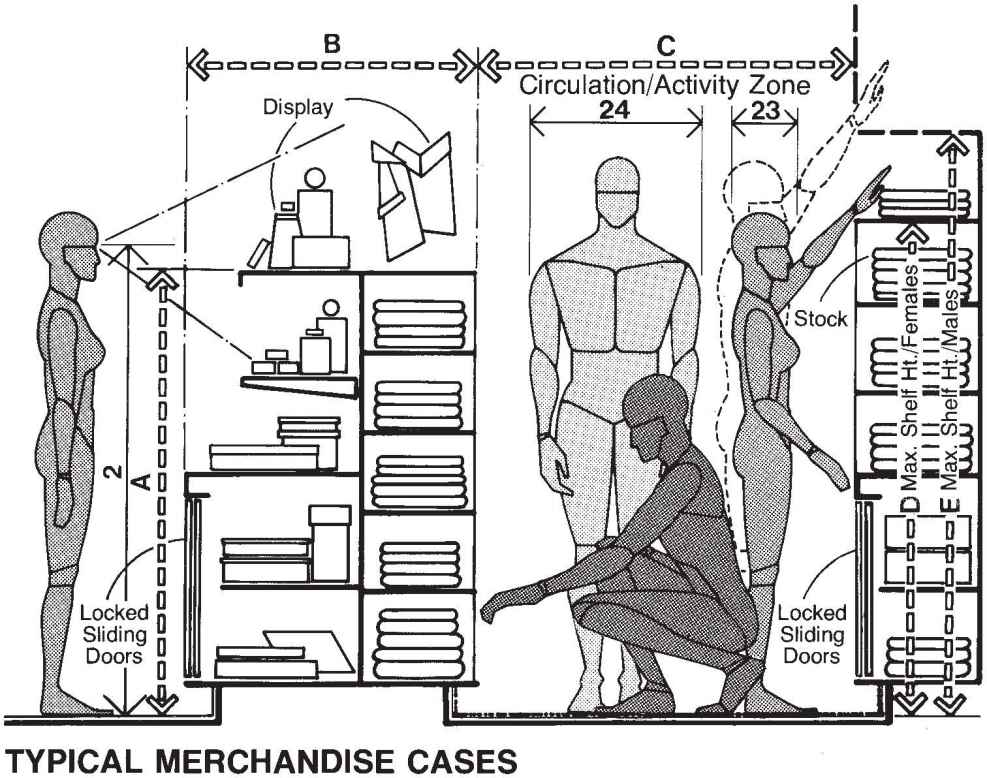 B
C
Circulation/Activity Zone
Display
24
23
Stock
2
A
D Max. Shelf Ht./Females
E Max. Shelf Ht./Males
Locked
Sliding
Doors
Locked
Sliding
Doors
TYPICAL MERCHANDISE CASES